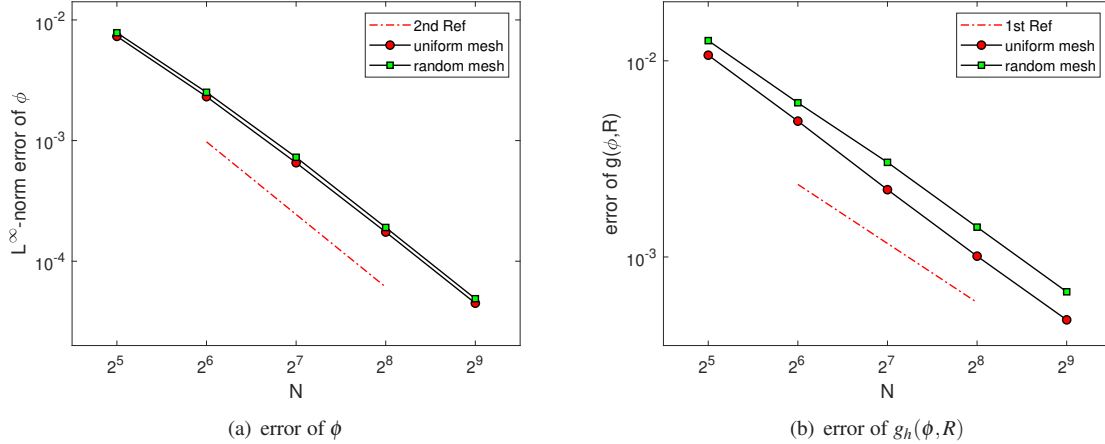 10^-2
10^-3
10^-4
L^∞-norm error of ϕ
2nd Ref
uniform mesh
random mesh
2^5 2^6 2^7 2^8 2^9
N
(a) error of ϕ
10^-2
10^-3
error of g(ϕ,R)
1st Ref
uniform mesh
random mesh
2^5 2^6 2^7 2^8 2^9
N
(b) error of g_h(ϕ,R)